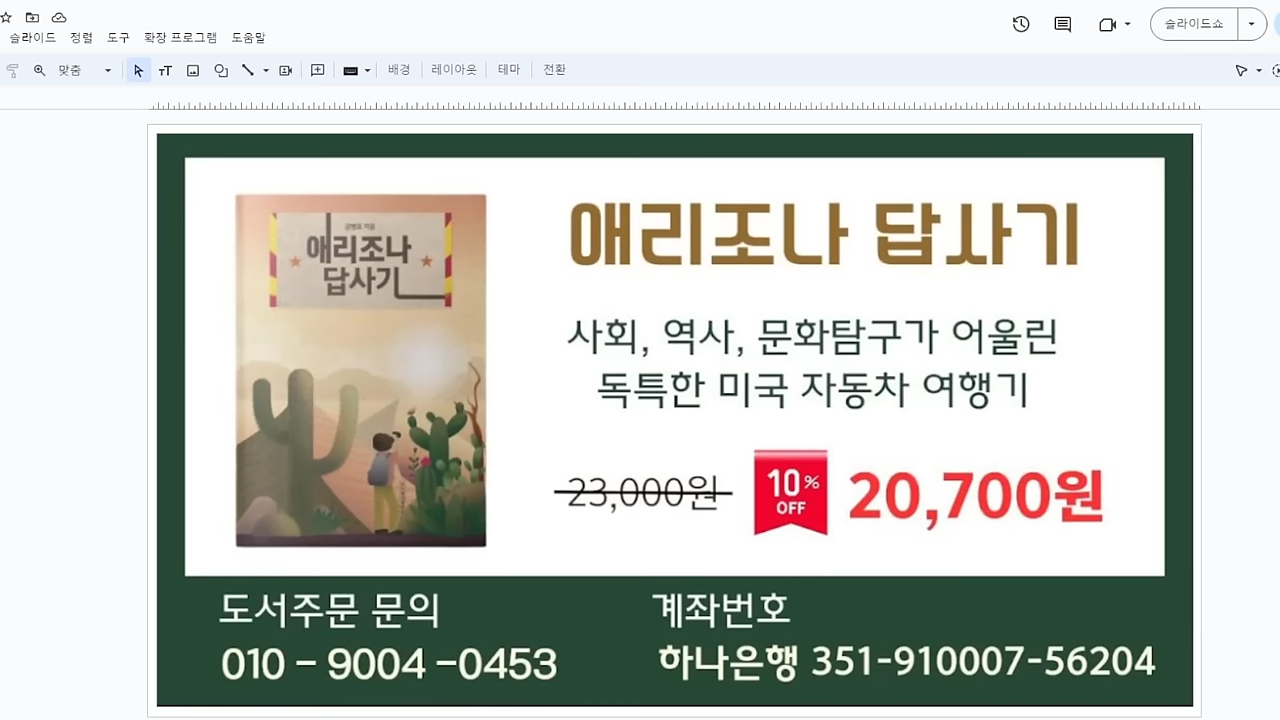 슬라이드 정렬 도구 확장 프로그램 도움말
슬라이드쇼
맞춤 배경 레이아웃 테마 전환
공병호 지음
애리조나
답사기
애리조나 답사기
사회, 역사, 문화탐구가 어울린
독특한 미국 자동차 여행기
23,000원
10%
OFF
20,700원
도서주문 문의
010 - 9004 -0453
계좌번호
하나은행 351-910007-56204